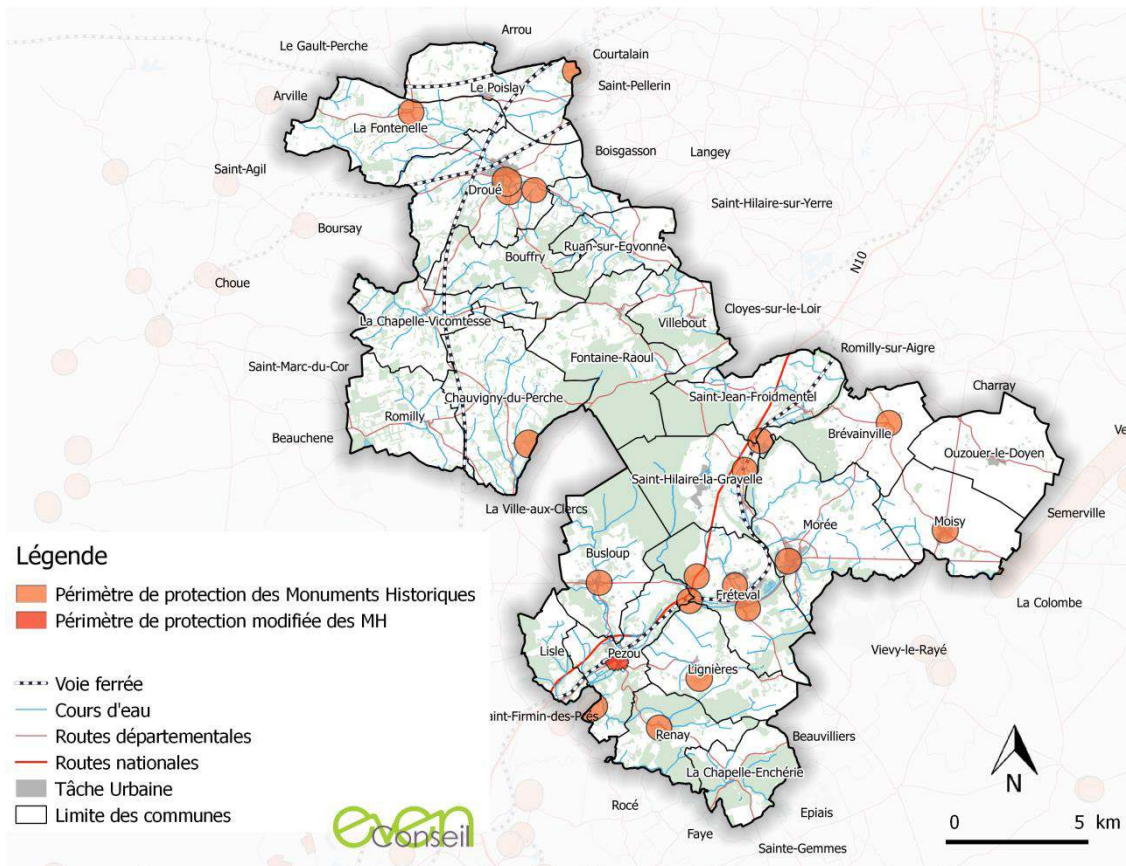 Arrou
Le Gault-Perche
Courtalain
Le Poislay
Saint-Pellerin
Arville
La Fontenelle
Boisgasson
Langey
Saint-Agil
Droué
Saint-Hilaire-sur-Yerre
Boursay
Ruan-sur-Egvonne
Bouffry
N10
Choue
Cloyes-sur-le-Loir
La Chapelle-Vicomtesse
Villebout
Romilly-sur-Aigre
Fontaine-Raoul
Saint-Marc-du-Cor
Charray
Chauvigny-du-Perche
Saint-Jean-Froidmentel
Romilly
Brévainville
Beauchene
Ouzouer-le-Doyen
Saint-Hilaire-la-Gravelle
La Ville-aux-Clercs
Semerville
Morée
Moisy
Légende
Busloup
Périmètre de protection des Monuments Historiques
Fréteval
La Colombe
Périmètre de protection modifiée des MH
Lisle
Pezou
Vievy-le-Rayé
Lignières
Voie ferrée
Cours d'eau
aint-Firmin-des-Prés
Routes départementales
Renay
Beauvilliers
Routes nationales
N
La Chapelle-Enchérie
Tâche Urbaine
Rocé
Epiais
Limite des communes
even
Conseil
Faye
0 5 km
Sainte-Gemmes